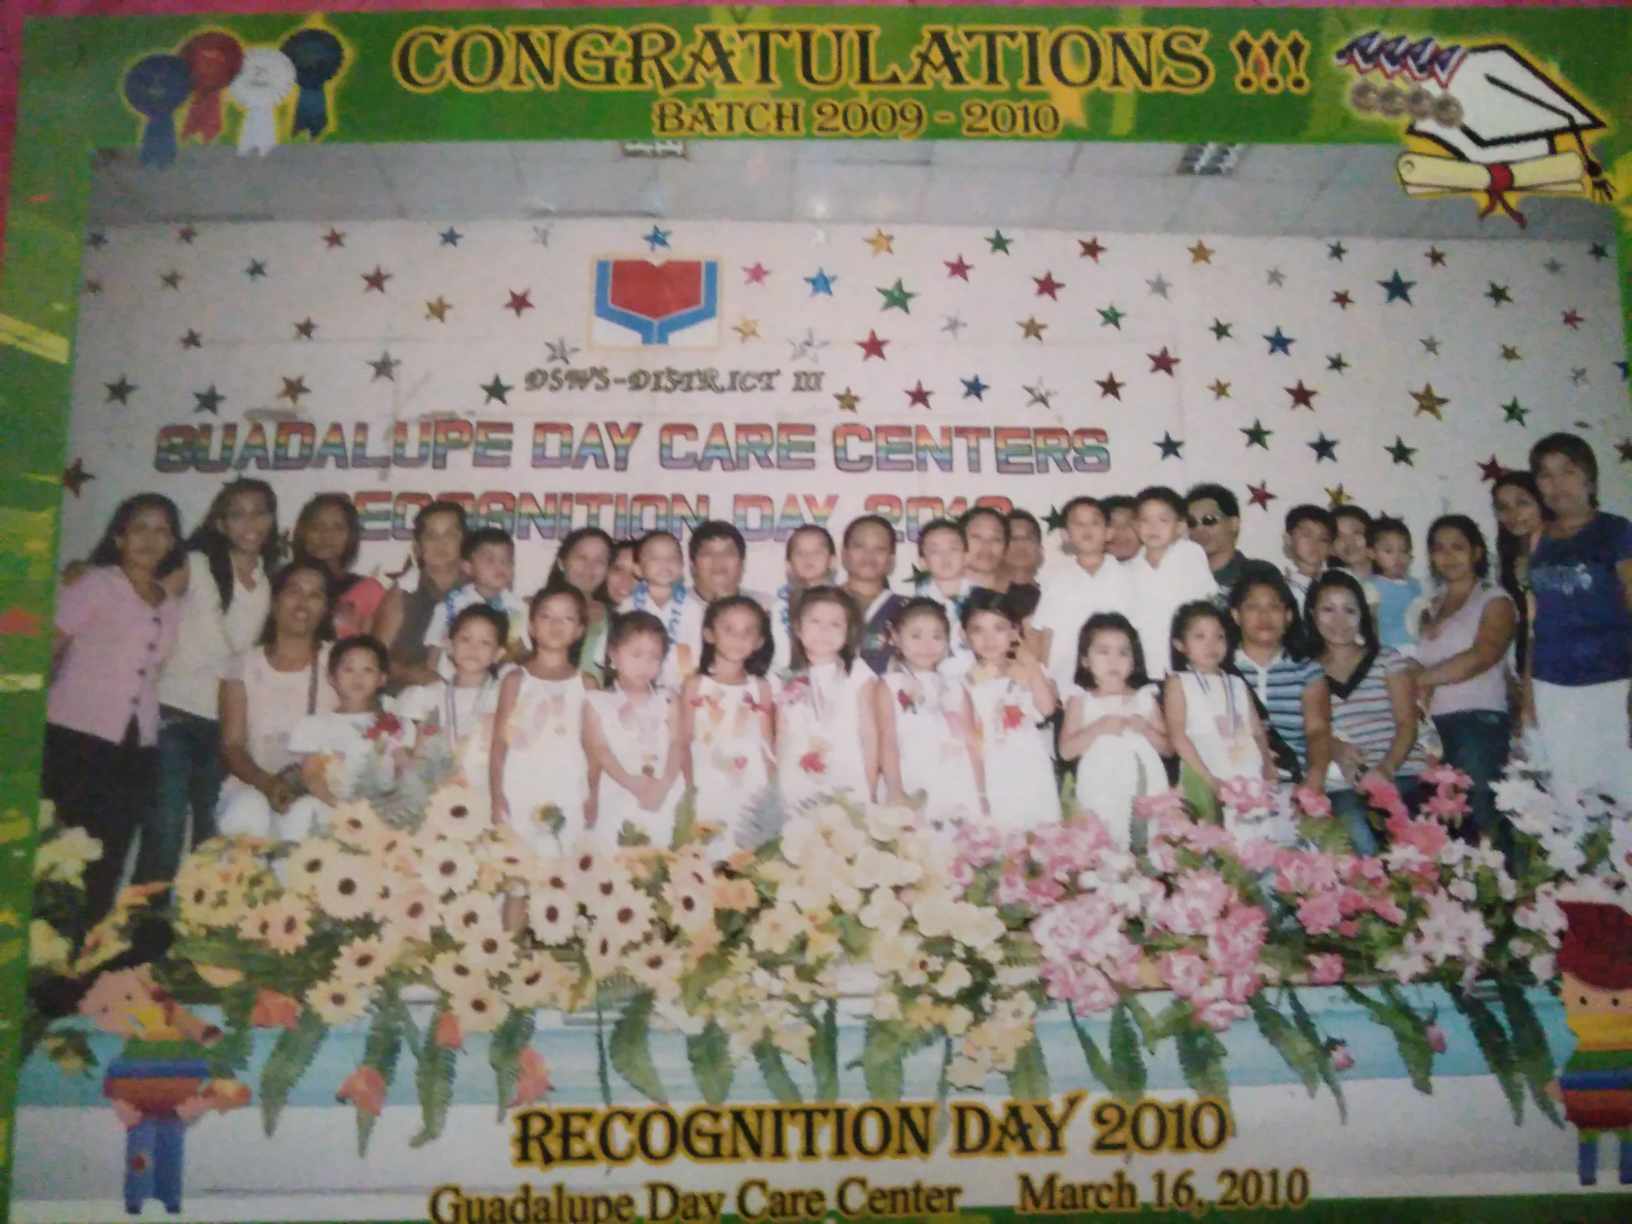 CONGRATULATIONS !!!
BATCH 2009 - 2010
DSWS-DISTRICT III
GUADALUPE DAY CARE CENTERS
RECOGNITION DAY 2010
RECOGNITION DAY 2010
Guadalupe Day Care Center March 16, 2010